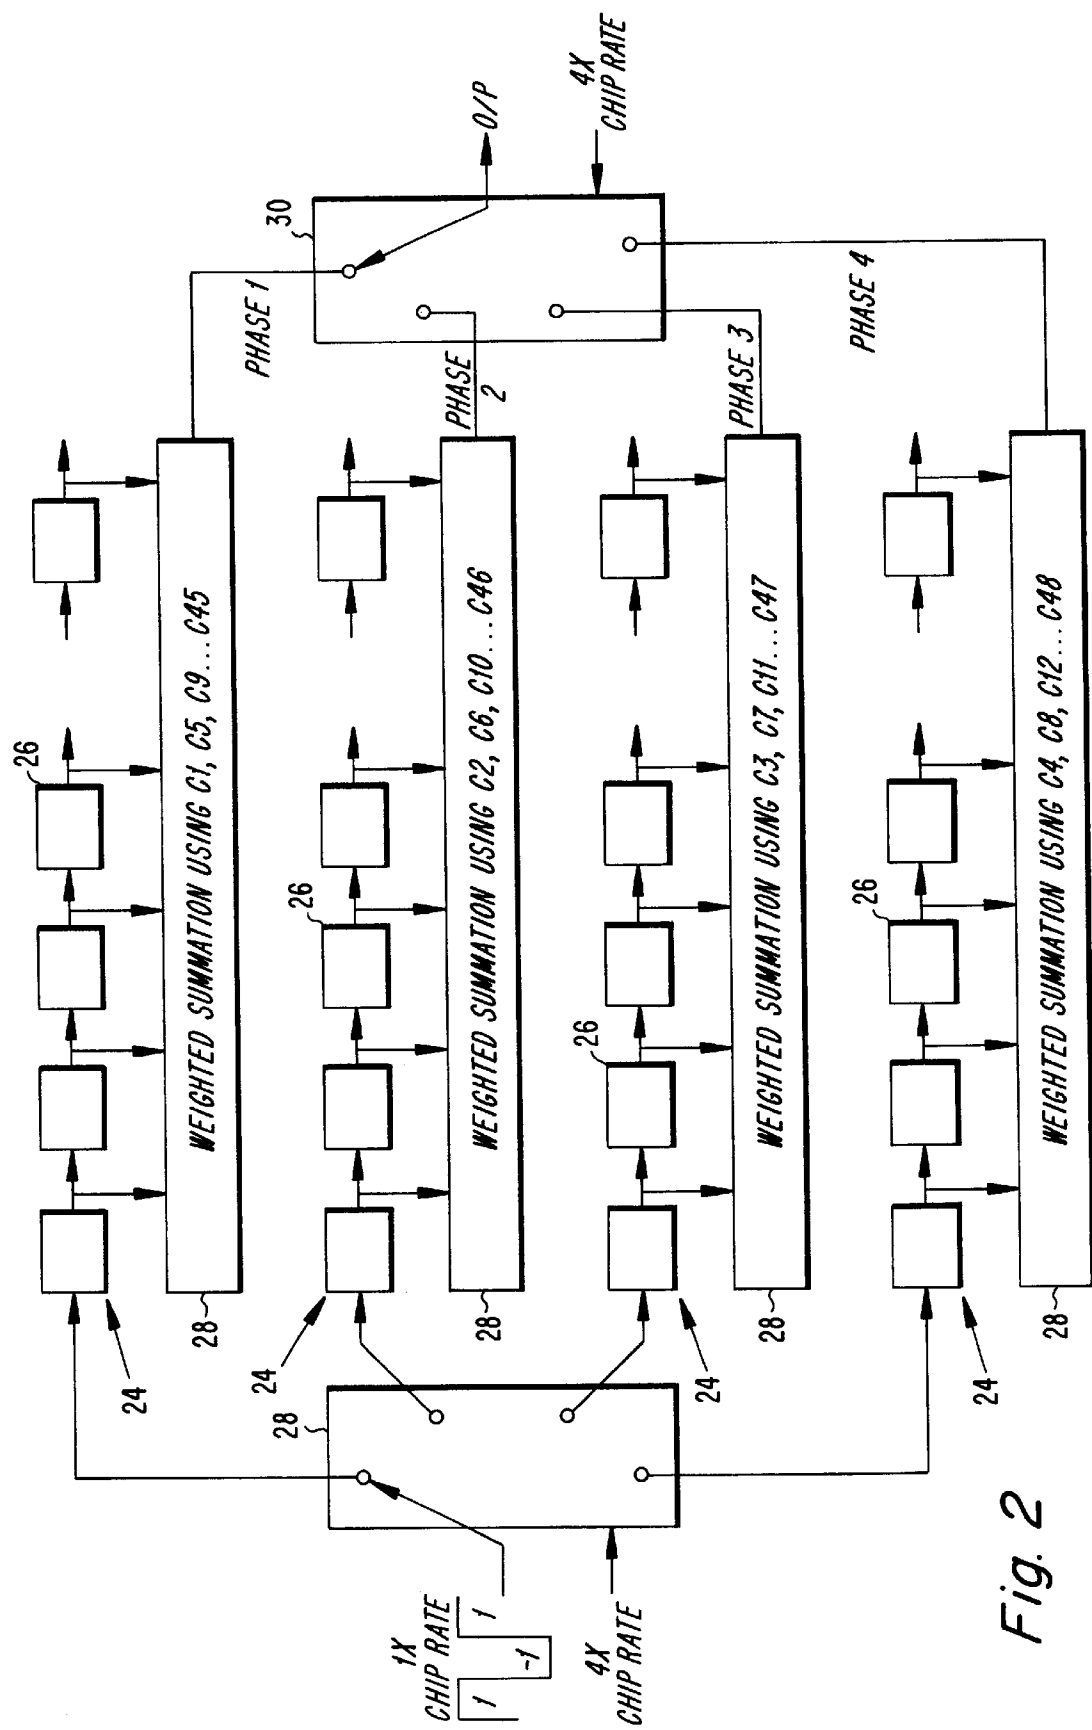 1X
CHIP RATE
1
-1
1
4X
CHIP RATE
28
24
24
24
24
26
26
26
26
WEIGHTED SUMMATION USING C1, C5, C9...C45
28
WEIGHTED SUMMATION USING C2, C6, C10...C46
28
WEIGHTED SUMMATION USING C3, C7, C11...C47
28
WEIGHTED SUMMATION USING C4, C8, C12...C48
28
PHASE 1
PHASE
2
PHASE 3
PHASE 4
30
O/P
4X
CHIP RATE
Fig. 2